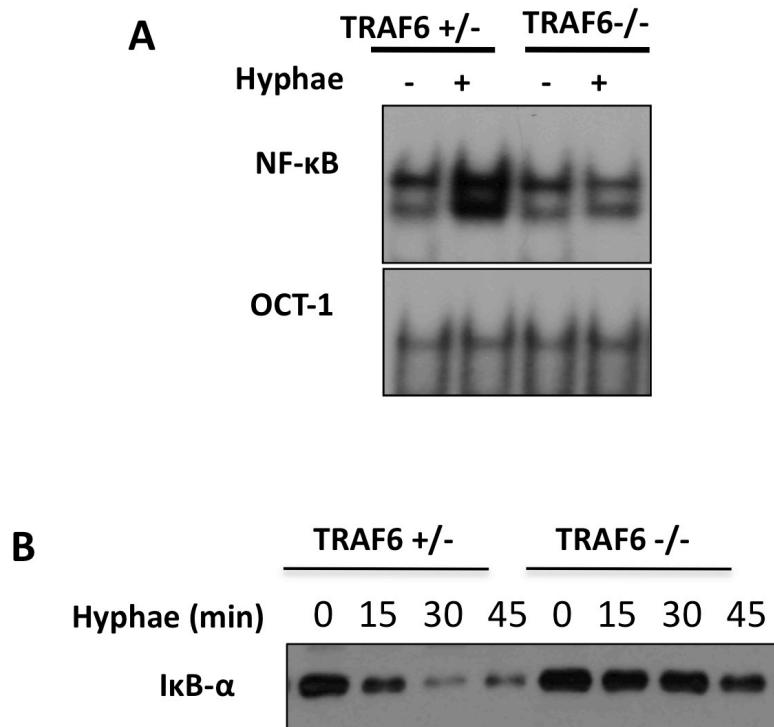 A
TRAF6 +/- TRAF6-/-
Hyphae - + - +
NF-κB
OCT-1
B
TRAF6 +/- TRAF6 -/-
Hyphae (min) 0 15 30 45 0 15 30 45
IκB-α